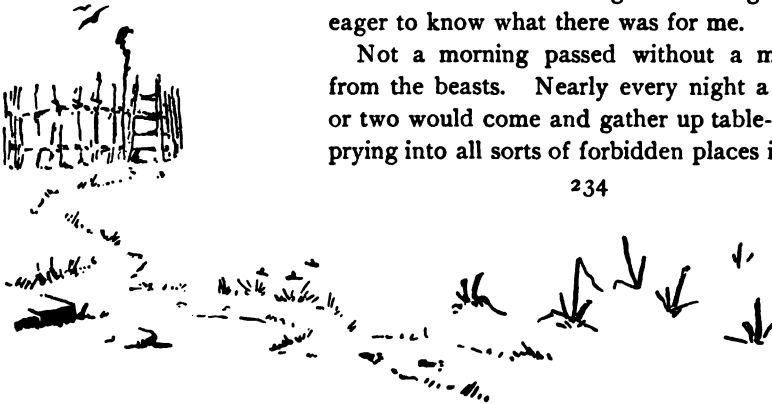 eager to know what there was for me.
Not a morning passed without a
from the beasts. Nearly every night a
or two would come and gather up table-
prying into all sorts of forbidden places
234